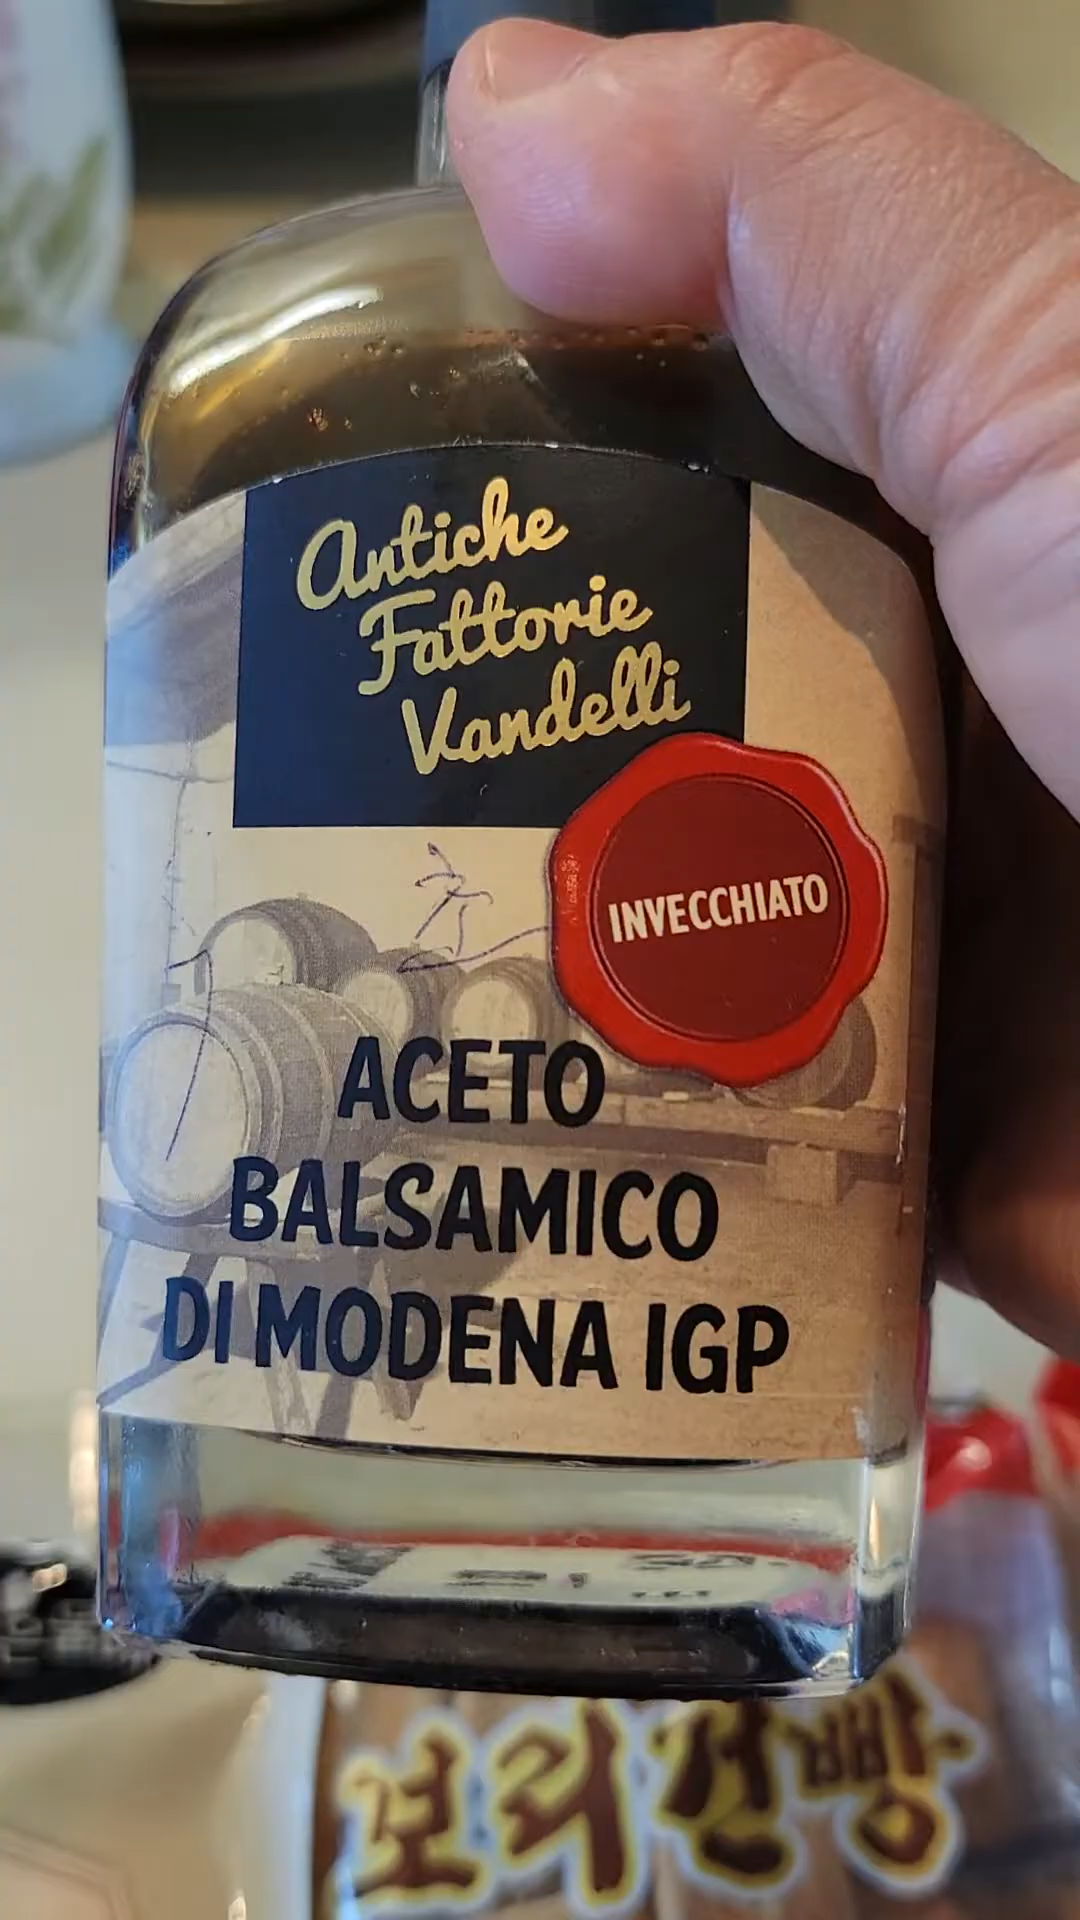 Antiche
Fattorie
Vandelli
INVECCHIATO
ACETO
BALSAMICO
DI MODENA IGP
보리건빵